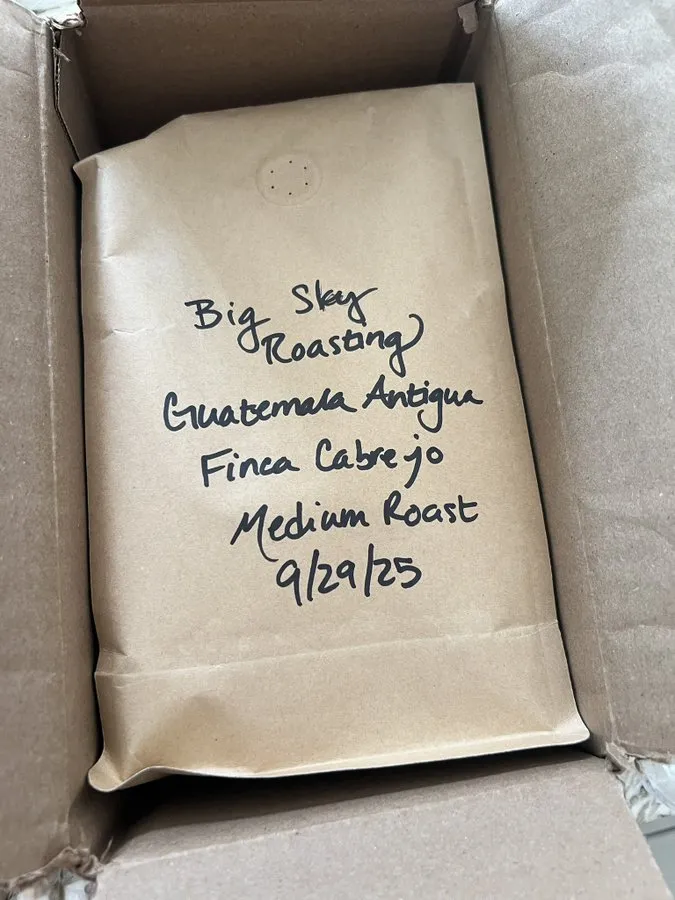 Big Sky
Roasting
Guatemala Antigua
Finca Cabrejo
Medium Roast
9/29/25